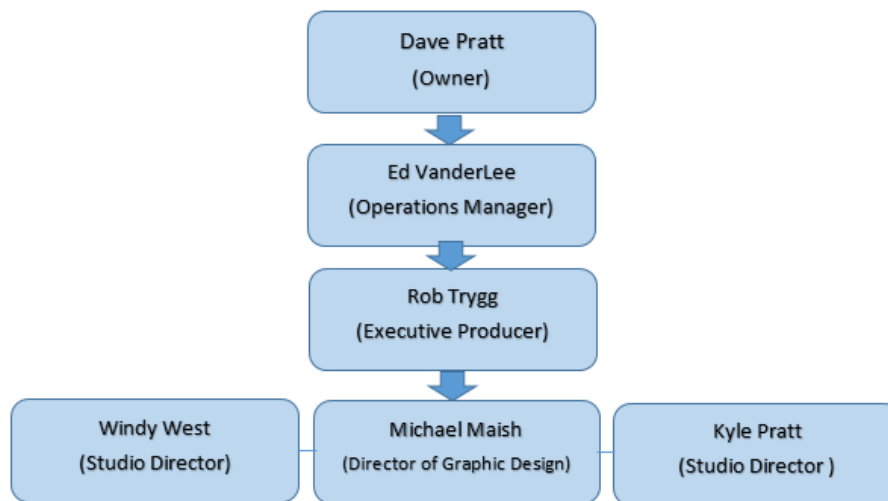 Dave Pratt
(Owner)
Ed VanderLee
(Operations Manager)
Rob Trygg
(Executive Producer)
Windy West
(Studio Director)
Michael Maish
(Director of Graphic Design)
Kyle Pratt
(Studio Director )